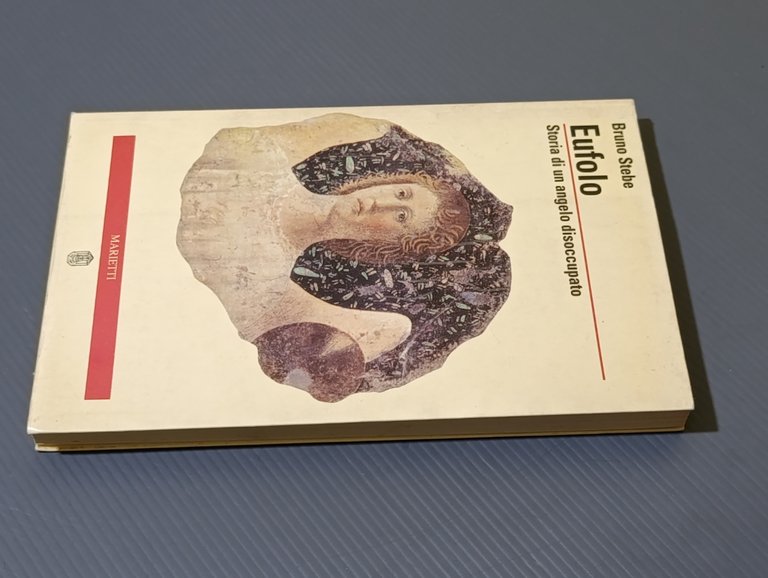 Bruno Stebe
Eufolo
Storia di un angelo disoccupato
MARIETTI